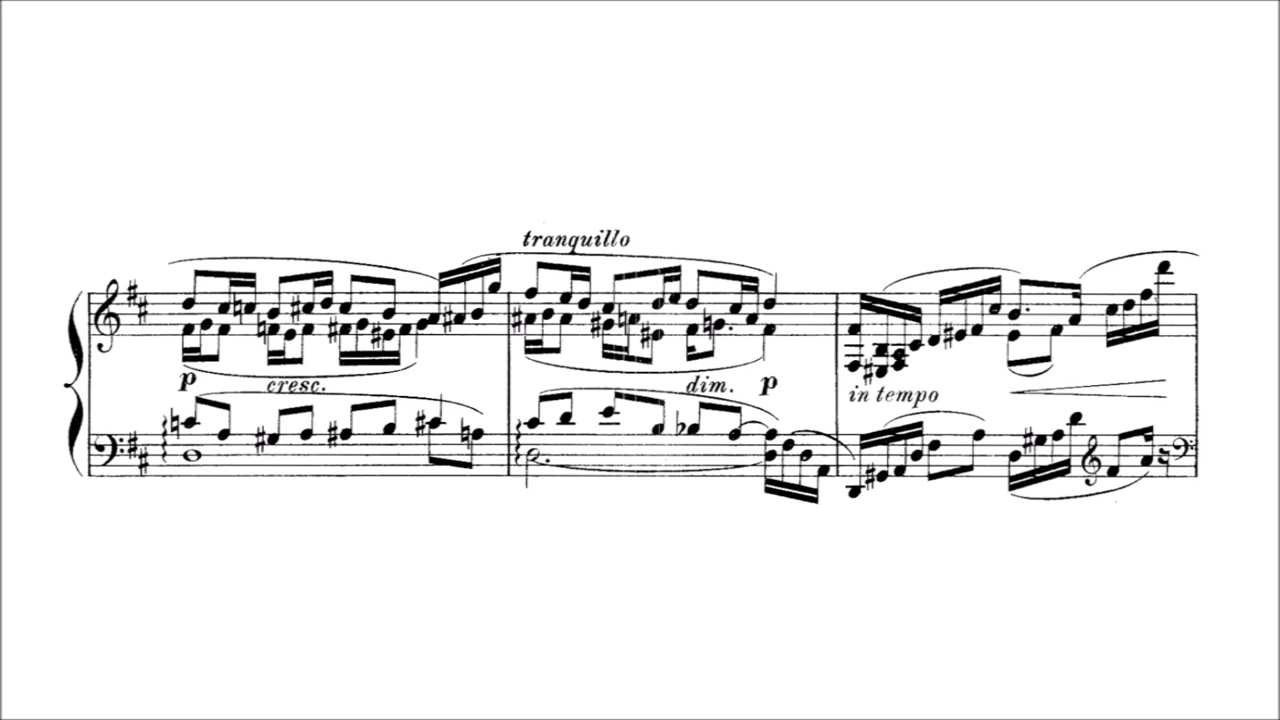 tranquillo
p cresc. dim. p
in tempo